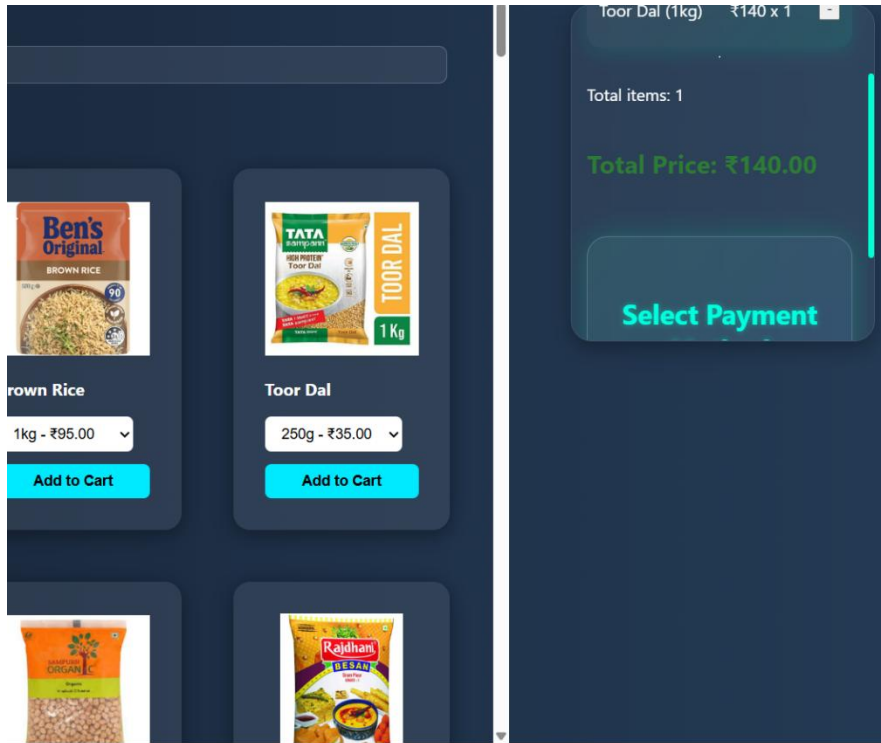 Toor Dal (1kg) ₹140 x 1 -
Total items: 1
Total Price: ₹140.00
Select Payment
Ben's
Original
BROWN RICE
90
TATA
sampann
HIGH PROTEIN
Toor Dal
TOOR DAL
1 Kg
rown Rice
Toor Dal
1kg - ₹95.00
250g - ₹35.00
Add to Cart
Add to Cart
ORGANIC
Rajdhani
BESAN